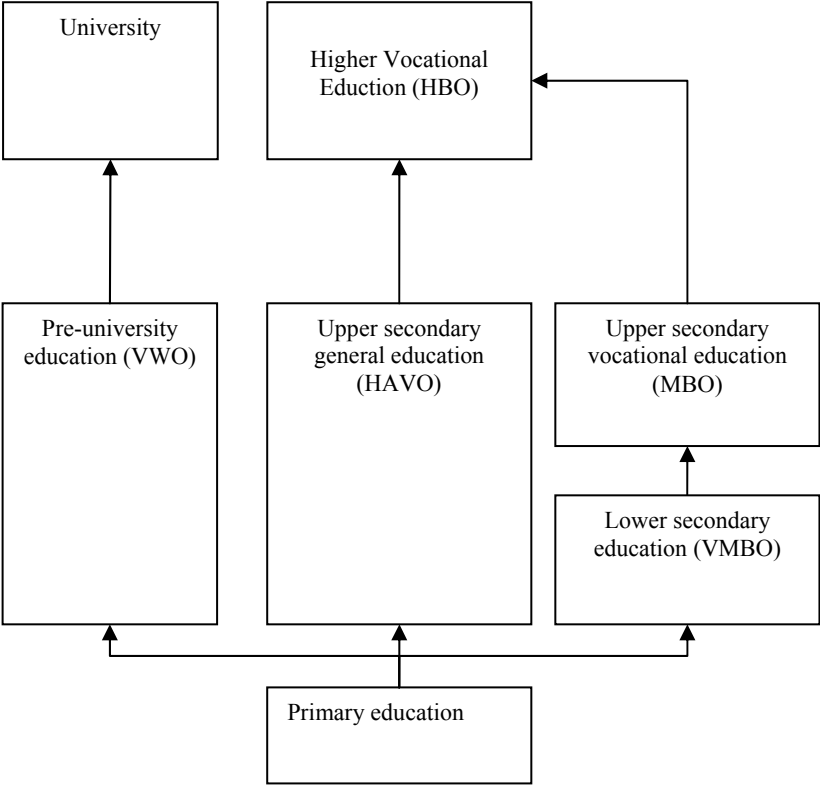 University
Higher Vocational
Eduction (HBO)
Pre-university
education (VWO)
Upper secondary
general education
(HAVO)
Upper secondary
vocational education
(MBO)
Lower secondary
education (VMBO)
Primary education